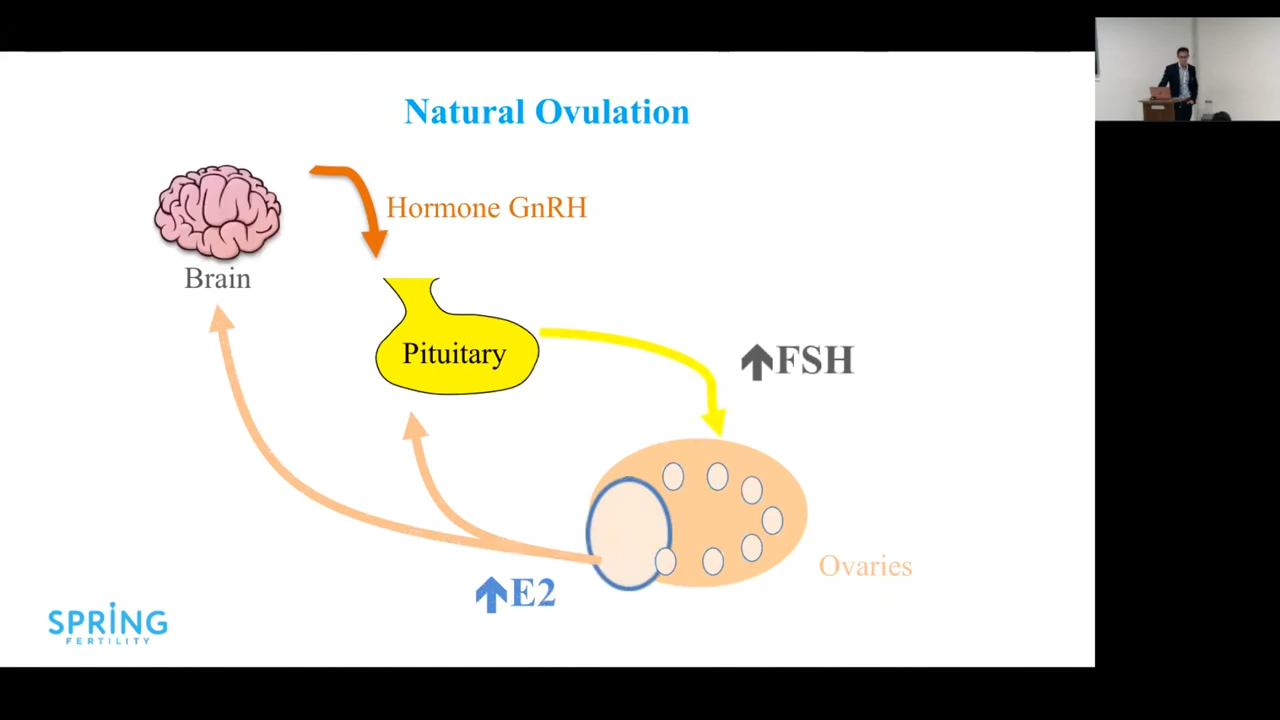 Natural Ovulation
Hormone GnRH
Brain
Pituitary
FSH
Ovaries
E2
SPRING
FERTILITY